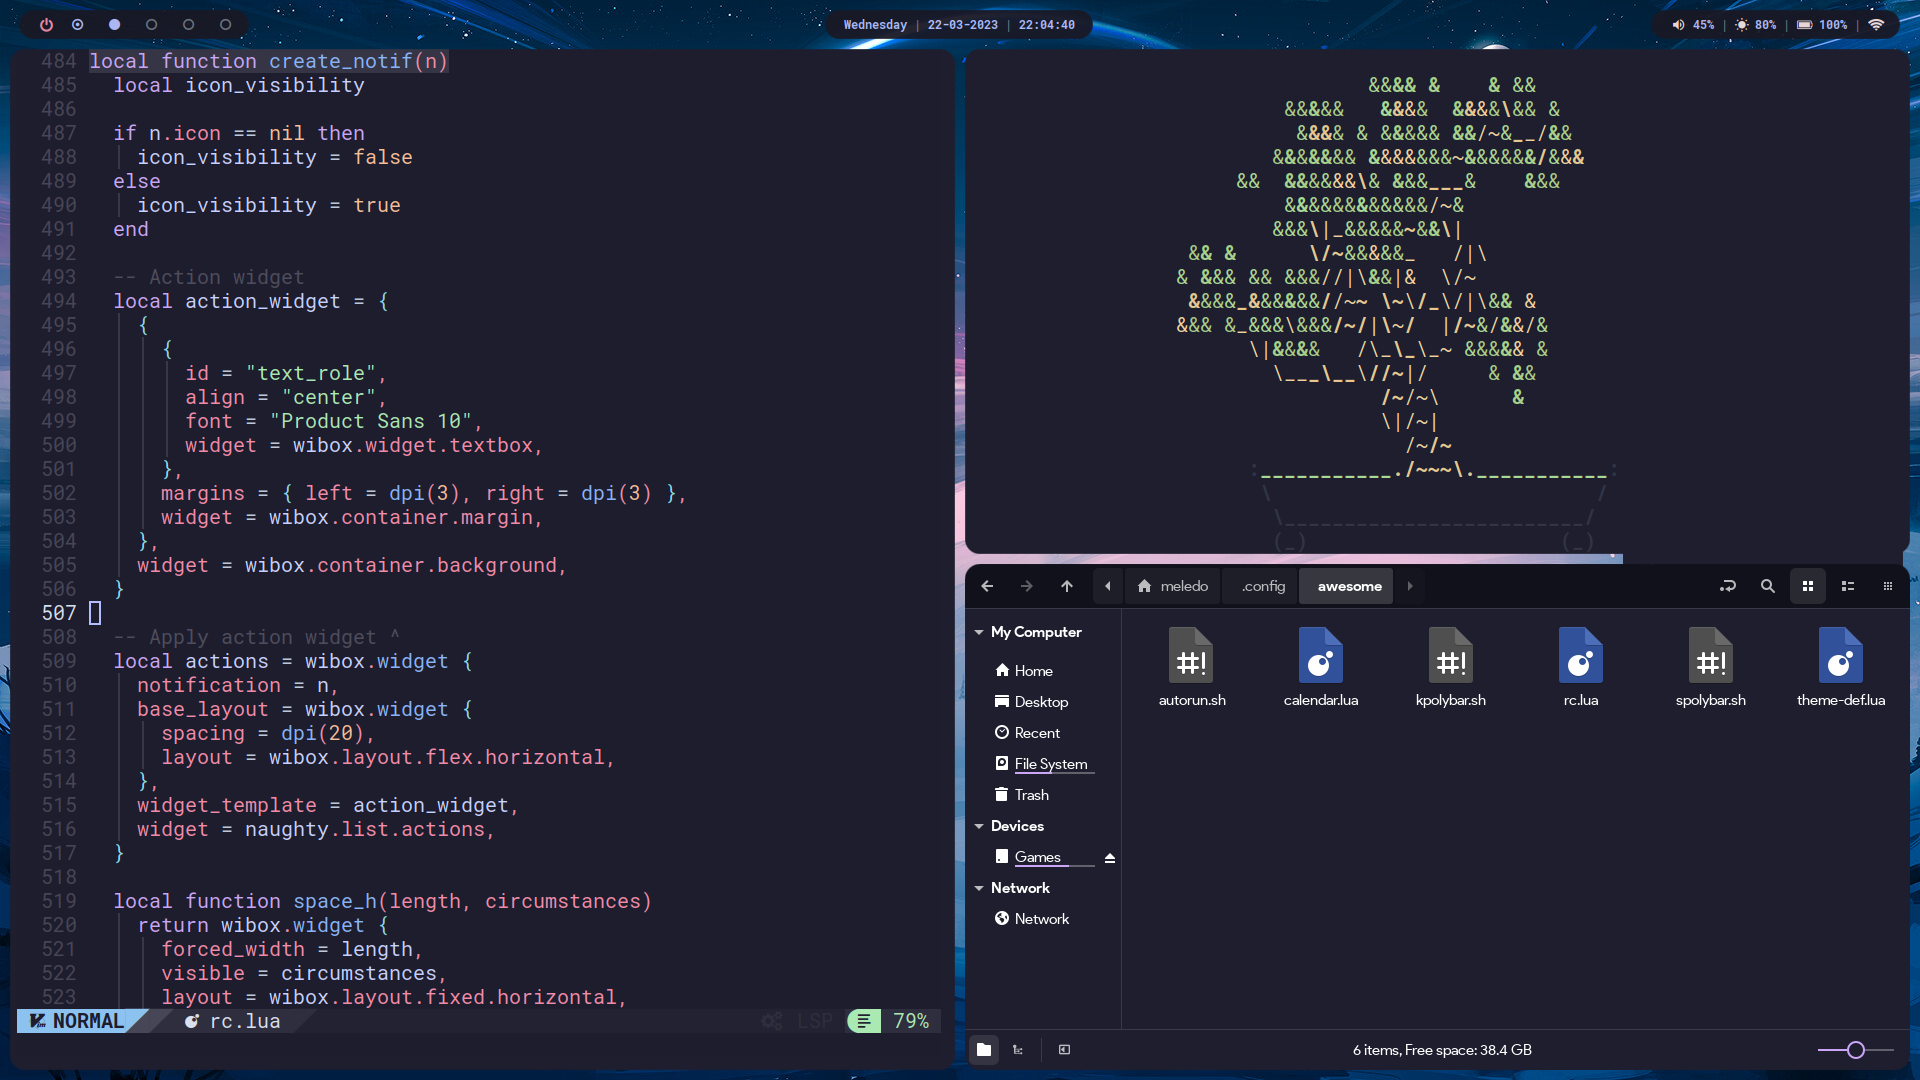 Wednesday | 22-03-2023 | 22:04:40
45% | 80% | 100% |
484 local function create_notif(n)
485   local icon_visibility
486
487   if n.icon == nil then
488     icon_visibility = false
489   else
490     icon_visibility = true
491   end
492
493   -- Action widget
494   local action_widget = {
495     {
496       {
497         id = "text_role",
498         align = "center",
499         font = "Product Sans 10",
500         widget = wibox.widget.textbox,
501       },
502       margins = { left = dpi(3), right = dpi(3) },
503       widget = wibox.container.margin,
504     },
505     widget = wibox.container.background,
506   }
507
508   -- Apply action widget ^
509   local actions = wibox.widget {
510     notification = n,
511     base_layout = wibox.widget {
512       spacing = dpi(20),
513       layout = wibox.layout.flex.horizontal,
514     },
515     widget_template = action_widget,
516     widget = naughty.list.actions,
517   }
518
519   local function space_h(length, circumstances)
520     return wibox.widget {
521       forced_width = length,
522       visible = circumstances,
523       layout = wibox.layout.fixed.horizontal,
NORMAL rc.lua LSP 79%
                &&&& &    & &&
         &&&&&   &&&&  &&&&\&& &
          &&&& & &&&&& &&/~&__/&&
        &&&&&&& &&&&&&&~&&&&&&/&&&
     &&  &&&&&&\& &&&___&    &&&
         &&&&&&&&&&&&/~&
        &&&\|_&&&&&~&&\|
 && &      \/~&&&&&_   /|\
& &&& && &&&//|\&&|&  \/~
 &&&&_&&&&&&//~~ \~\/_\/|\&& &
&&& &_&&&\&&&/~/|\~/  |/~&/&&/&
      \|&&&&   /\_\_\_~ &&&&& &
        \___\__\//~|/     & &&
                 /~/~\      &
                 \|/~|
                   /~/~
      :___________./~~~\.___________:
       \                           /
        \_________________________/
        (_)                     (_)
meledo .config awesome
My Computer
Home
Desktop
Recent
File System
Trash
Devices
Games
Network
Network
autorun.sh calendar.lua kpolybar.sh rc.lua spolybar.sh theme-def.lua
6 items, Free space: 38.4 GB